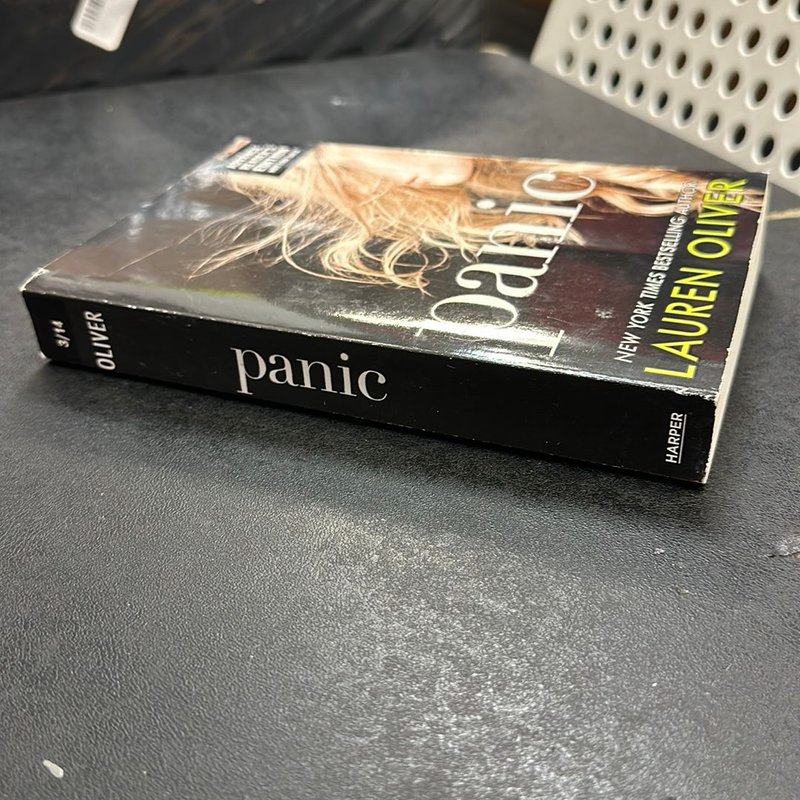 panic
NEW YORK TIMES BESTSELLING AUTHOR
LAUREN OLIVER
3/14
OLIVER
panic
HARPER